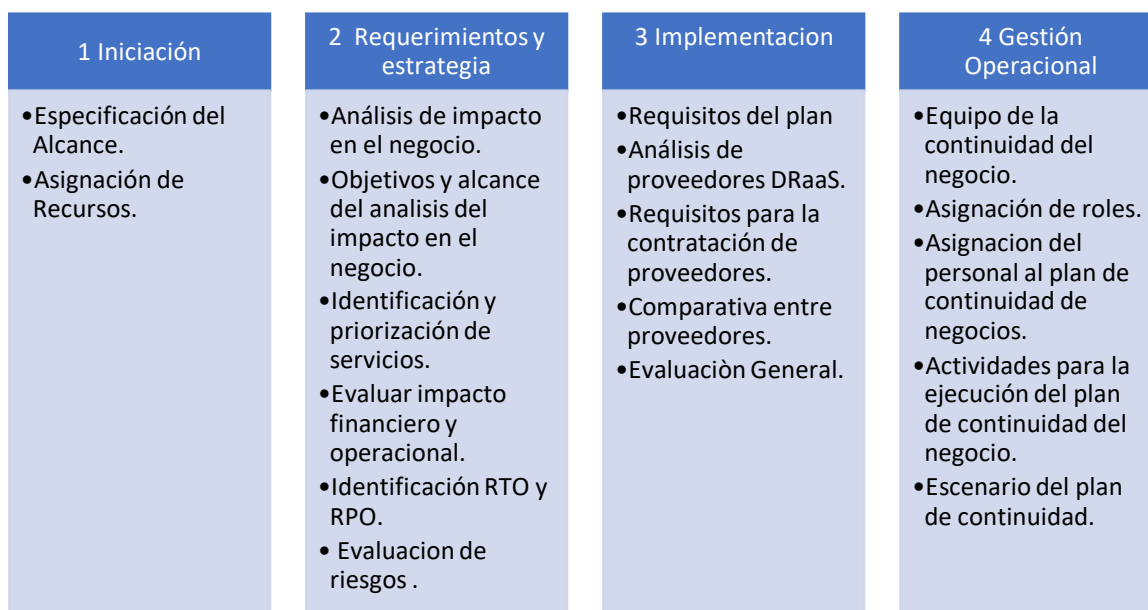 1 Iniciación
•Especificación del
Alcance.
•Asignación de
Recursos.
2 Requerimientos y
estrategia
•Análisis de impacto
en el negocio.
•Objetivos y alcance
del analisis del
impacto en el
negocio.
•Identificación y
priorización de
servicios.
•Evaluar impacto
financiero y
operacional.
•Identificación RTO y
RPO.
• Evaluacion de
riesgos .
3 Implementacion
•Requisitos del plan
•Análisis de
proveedores DRaaS.
•Requisitos para la
contratación de
proveedores.
•Comparativa entre
proveedores.
•Evaluaciòn General.
4 Gestión
Operacional
•Equipo de la
continuidad del
negocio.
•Asignación de roles.
•Asignacion del
personal al plan de
continuidad de
negocios.
•Actividades para la
ejecución del plan
de continuidad del
negocio.
•Escenario del plan
de continuidad.